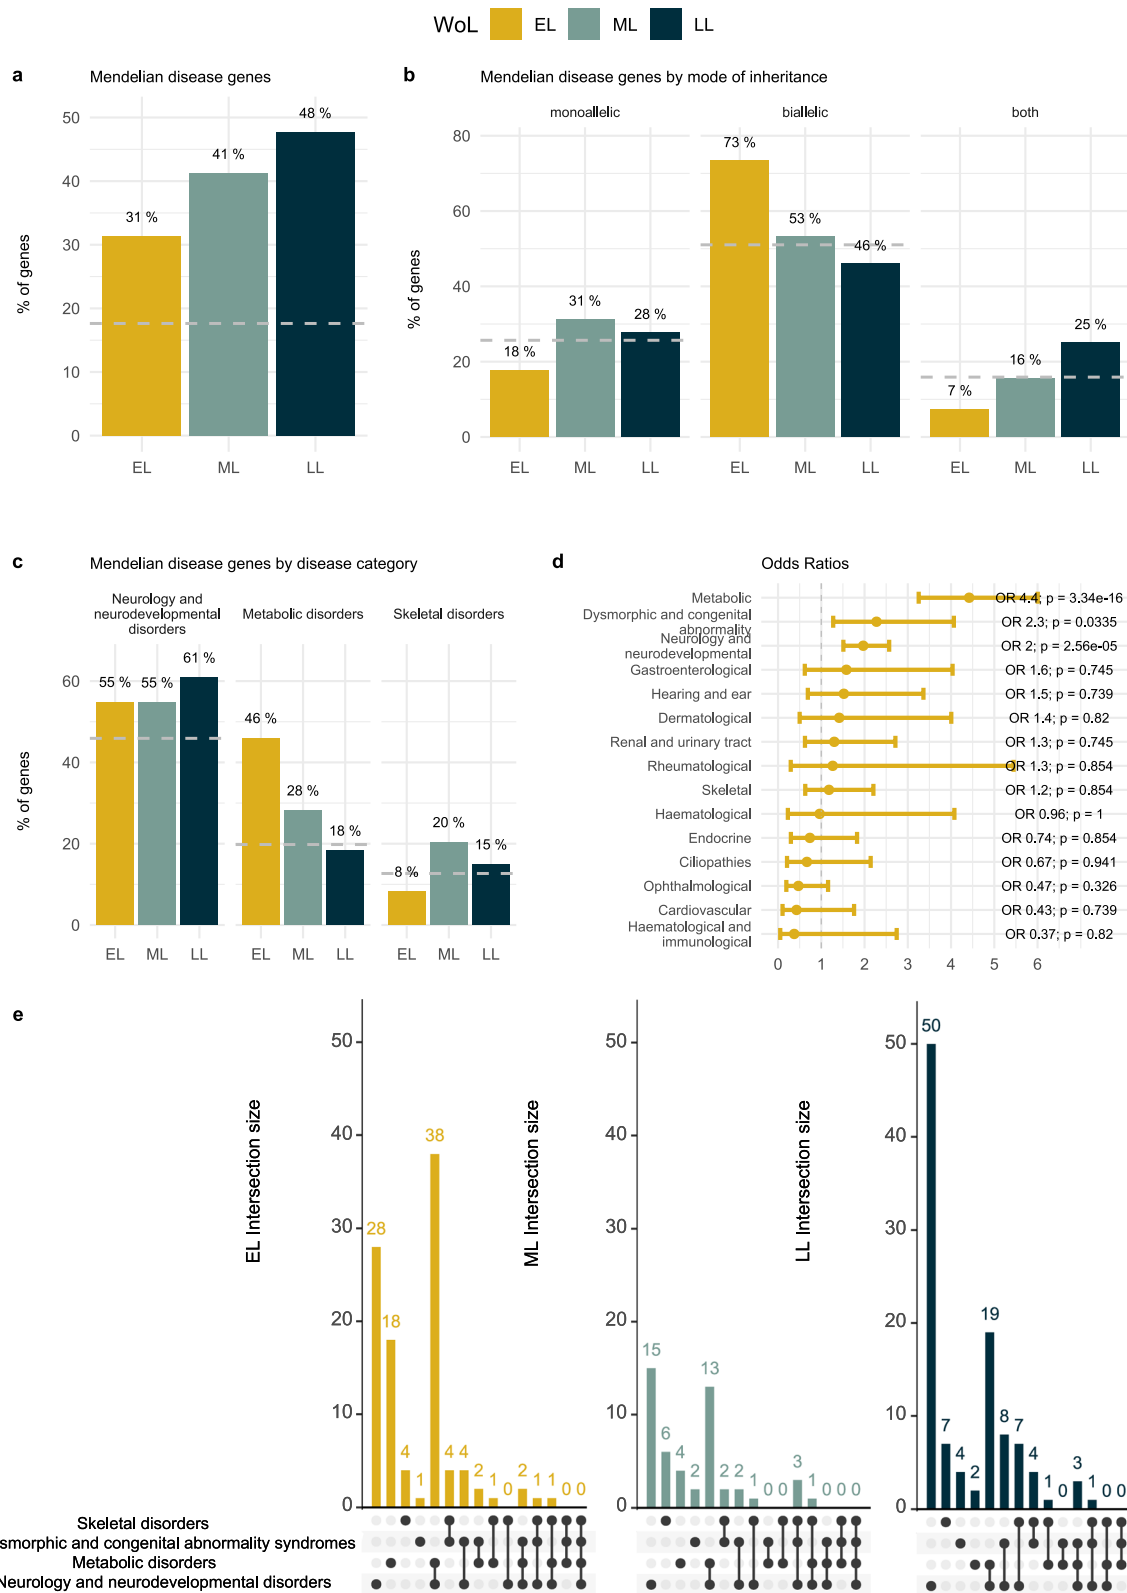 WoL EL ML LL
a Mendelian disease genes
b Mendelian disease genes by mode of inheritance
% of genes
50
40
30
20
10
0
31 %
41 %
48 %
EL ML LL
% of genes
monoallelic biallelic both
80
60
40
20
0
18 %
31 %
28 %
73 %
53 %
46 %
7 %
16 %
25 %
EL ML LL EL ML LL EL ML LL
c Mendelian disease genes by disease category
Neurology and
neurodevelopmental
disorders
Metabolic disorders
Skeletal disorders
% of genes
60
40
20
0
55 % 55 % 61 %
46 % 28 % 18 %
8 % 20 % 15 %
EL ML LL EL ML LL EL ML LL
d Odds Ratios
Metabolic OR 4.4; p = 3.34e-16
Dysmorphic and congenital
abnormality OR 2.3; p = 0.0335
Neurology and
neurodevelopmental OR 2; p = 2.56e-05
Gastroenterological OR 1.6; p = 0.745
Hearing and ear OR 1.5; p = 0.739
Dermatological OR 1.4; p = 0.82
Renal and urinary tract OR 1.3; p = 0.745
Rheumatological OR 1.3; p = 0.854
Skeletal OR 1.2; p = 0.854
Haematological OR 0.96; p = 1
Endocrine OR 0.74; p = 0.854
Ciliopathies OR 0.67; p = 0.941
Ophthalmological OR 0.47; p = 0.326
Cardiovascular OR 0.43; p = 0.739
Haematological and
immunological OR 0.37; p = 0.82
0 1 2 3 4 5 6
e
EL Intersection size
50
40
30
20
10
0
28 18 4 1 38 4 4 2 1 0 2 1 1 0 0
ML Intersection size
50
40
30
20
10
0
15 6 4 2 13 2 2 1 0 0 3 1 0 0 0
LL Intersection size
50
40
30
20
10
0
50 7 4 2 19 8 7 4 1 0 3 1 0 0
Skeletal disorders
smorphic and congenital abnormality syndromes
Metabolic disorders
Neurology and neurodevelopmental disorders